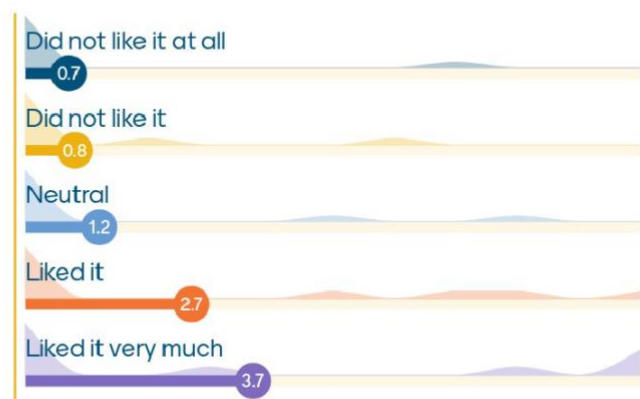 Did not like it at all
0.7
Did not like it
0.8
Neutral
1.2
Liked it
2.7
Liked it very much
3.7